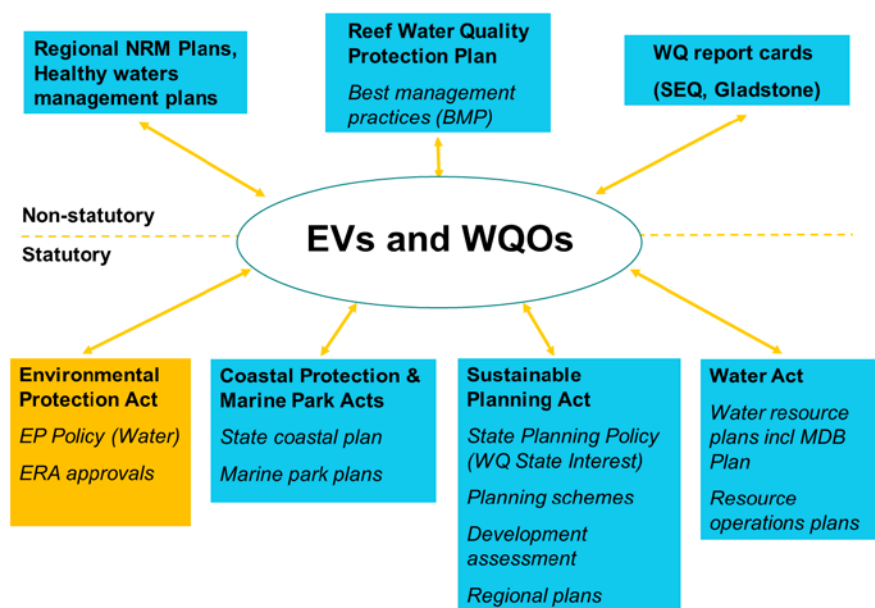 Regional NRM Plans,
Healthy waters
management plans
Reef Water Quality
Protection Plan
Best management
practices (BMP)
WQ report cards
(SEQ, Gladstone)
Non-statutory
Statutory
EVs and WQOs
Environmental
Protection Act
EP Policy (Water)
ERA approvals
Coastal Protection &
Marine Park Acts
State coastal plan
Marine park plans
Sustainable
Planning Act
State Planning Policy
(WQ State Interest)
Planning schemes
Development
assessment
Regional plans
Water Act
Water resource
plans incl MDB
Plan
Resource
operations plans